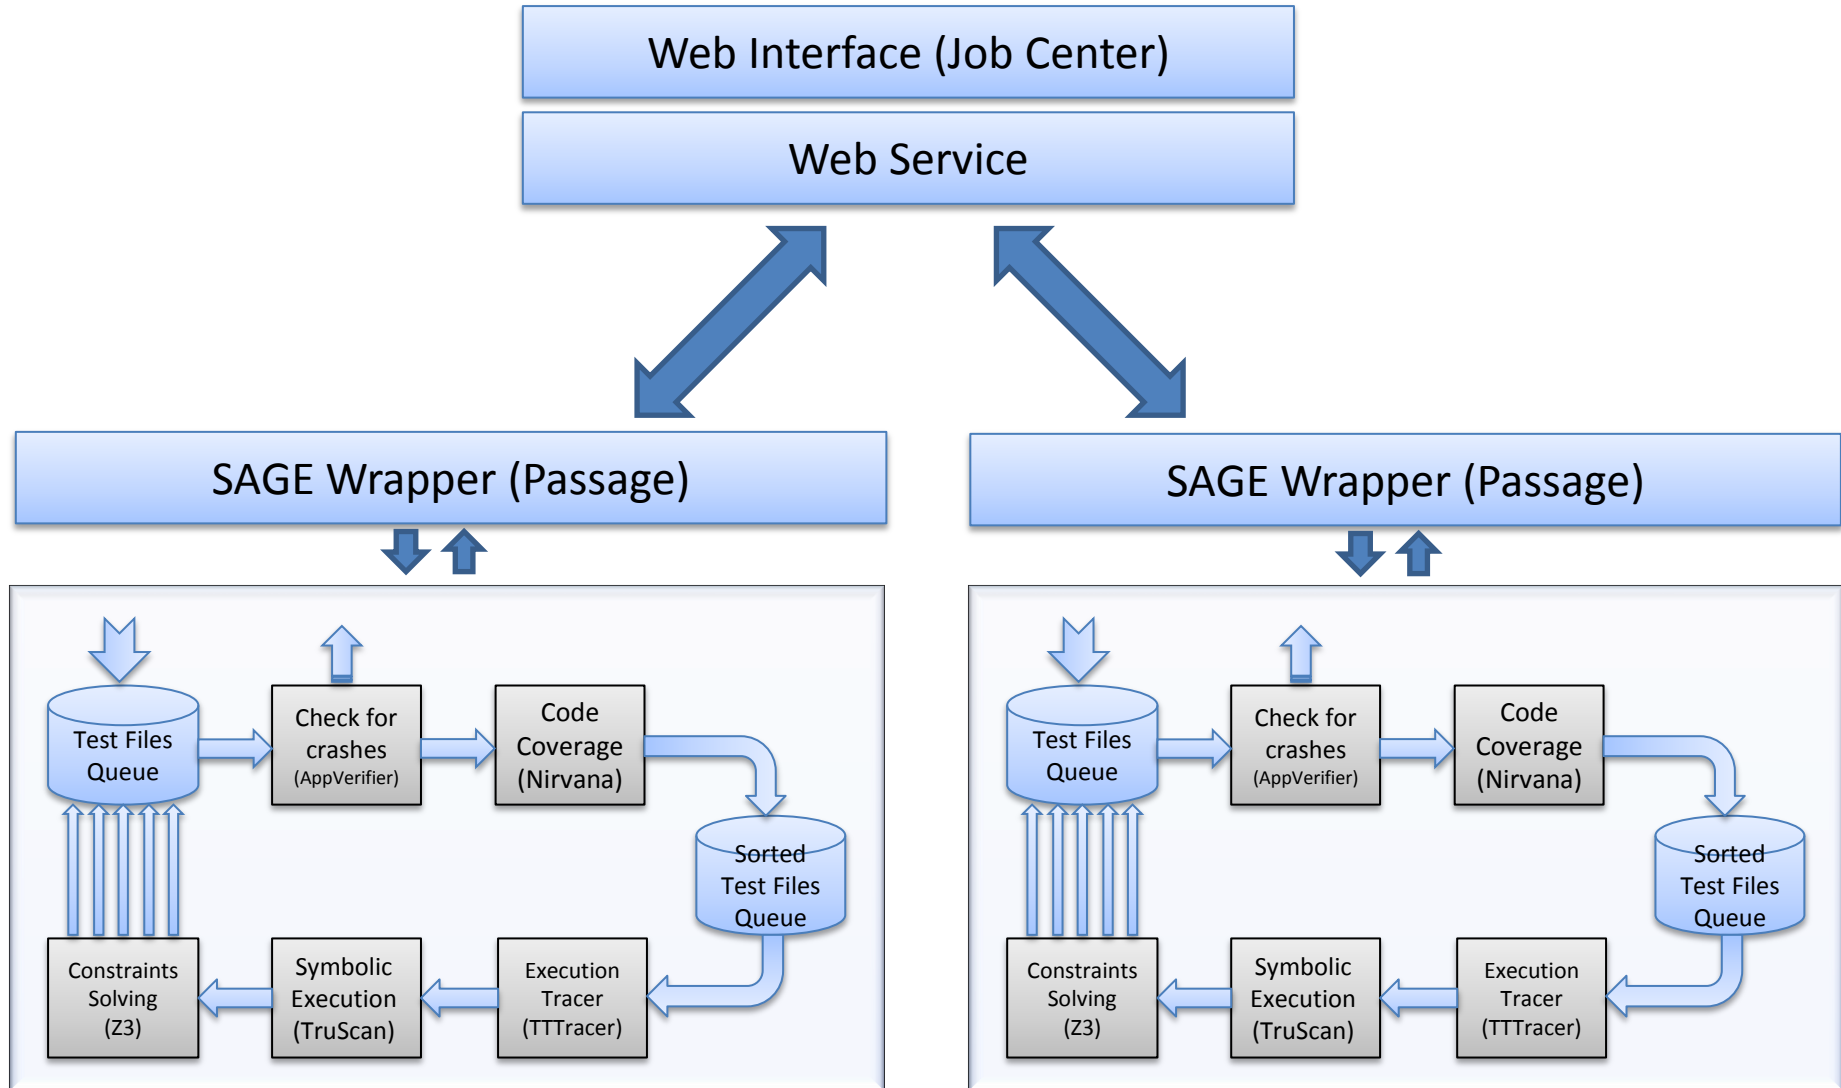 Web Interface (Job Center)
Web Service
SAGE Wrapper (Passage)
SAGE Wrapper (Passage)
Test Files
Queue
Check for
crashes
(AppVerifier)
Code
Coverage
(Nirvana)
Sorted
Test Files
Queue
Constraints
Solving
(Z3)
Symbolic
Execution
(TruScan)
Execution
Tracer
(TTTracer)
Test Files
Queue
Check for
crashes
(AppVerifier)
Code
Coverage
(Nirvana)
Sorted
Test Files
Queue
Constraints
Solving
(Z3)
Symbolic
Execution
(TruScan)
Execution
Tracer
(TTTracer)